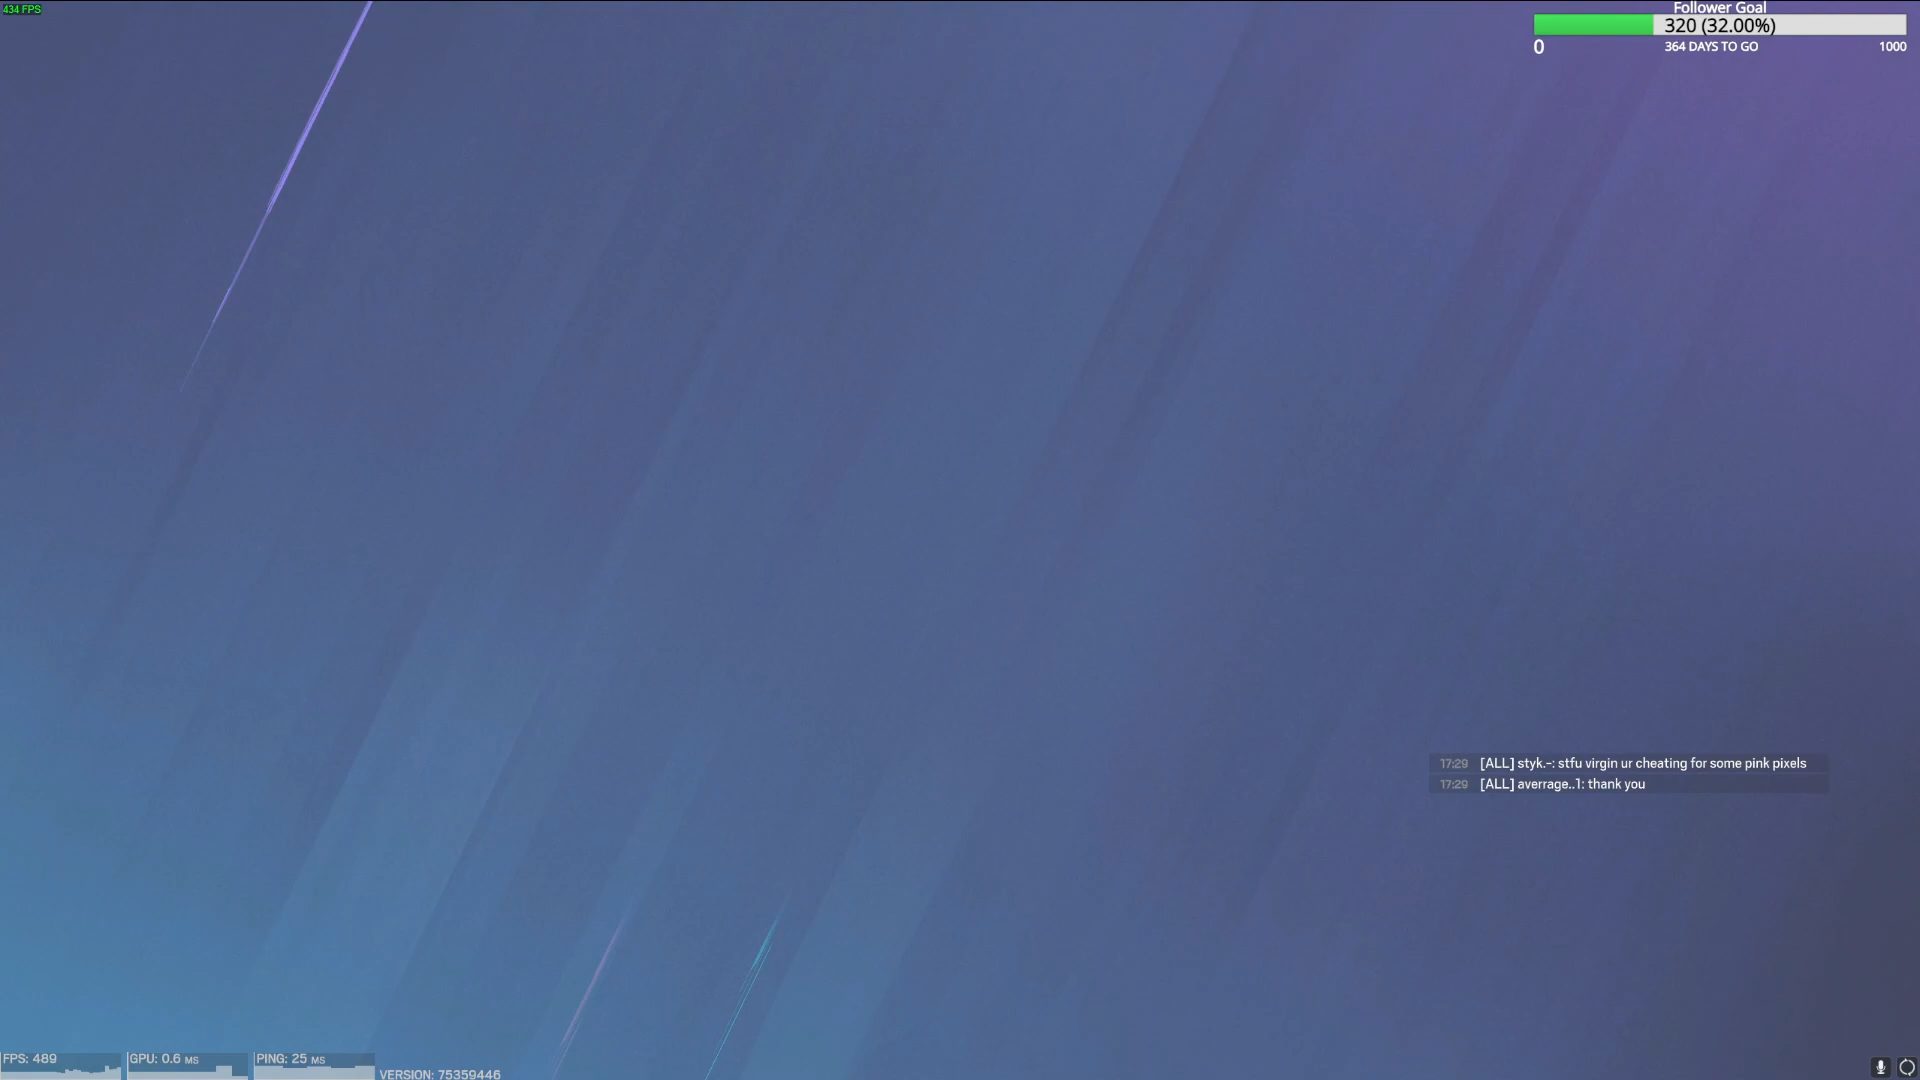 434 FPS
Follower Goal
320 (32.00%)
0 364 DAYS TO GO 1000
17:29 [ALL] styk.-: stfu virgin ur cheating for some pink pixels
17:29 [ALL] averrage..1: thank you
FPS: 489 GPU: 0.6 MS PING: 25 MS VERSION: 75359446